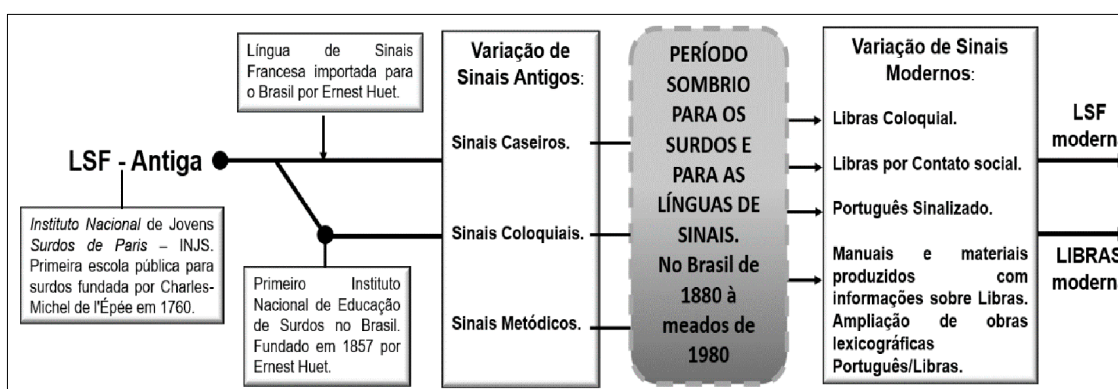 Língua de Sinais
Francesa importada para
o Brasil por Ernest Huet.
LSF - Antiga
Instituto Nacional de Jovens
Surdos de Paris – INJS.
Primeira escola pública para
surdos fundada por Charles-
Michel de l'Épée em 1760.
Primeiro Instituto
Nacional de Educação
de Surdos no Brasil.
Fundado em 1857 por
Ernest Huet.
Variação de
Sinais Antigos:
Sinais Caseiros.
Sinais Coloquiais.
Sinais Metódicos.
PERÍODO
SOMBRIO
PARA OS
SURDOS E
PARA AS
LÍNGUAS DE
SINAIS.
No Brasil de
1880 à
meados de
1980
Variação de Sinais
Modernos:
Libras Coloquial.
Libras por Contato social.
Português Sinalizado.
Manuais e materiais
produzidos com
informações sobre Libras.
Ampliação de obras
lexicográficas
Português/Libras.
LSF
modern
LIBRAS
modern